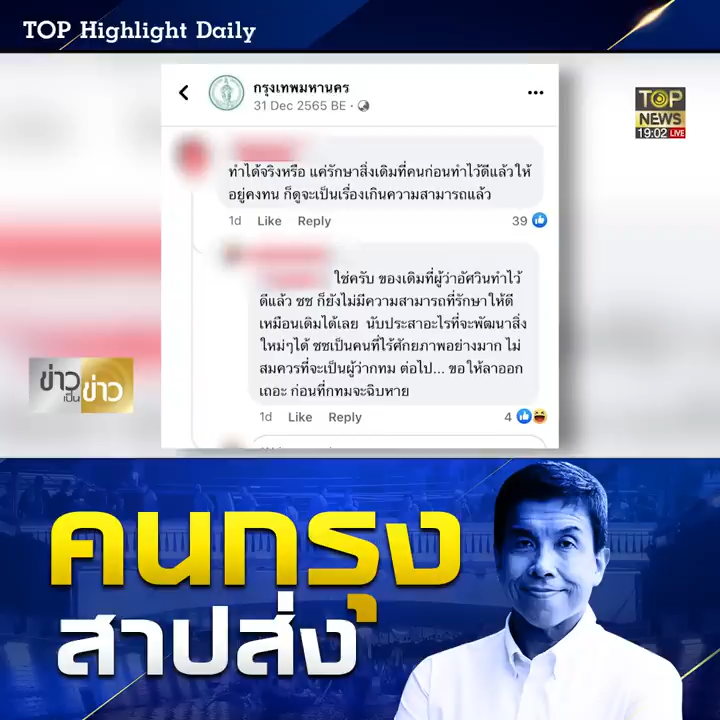 TOP Highlight Daily
กรุงเทพมหานคร
31 Dec 2565 BE
TOP
NEWS
19:02 LIVE
ทำได้จริงหรือ แค่รักษาสิ่งเดิมที่คนก่อนทำไว้ดีแล้วให้
อยู่คงทน ก็ดูจะเป็นเรื่องเกินความสามารถแล้ว
1d Like Reply 39
ใช่ครับ ของเดิมที่ผู้ว่าอัศวินทำไว้
ดีแล้ว ชช ก็ยังไม่มีความสามารถที่รักษาให้ดี
เหมือนเดิมได้เลย นับประสาอะไรที่จะพัฒนาสิ่ง
ใหม่ๆได้ ชชเป็นคนที่ไร้ศักยภาพอย่างมาก ไม่
สมควรที่จะเป็นผู้ว่ากทม ต่อไป... ขอให้ลาออก
เถอะ ก่อนที่กทมจะฉิบหาย
1d Like Reply 4
ข่าว
เป็น
ข่าว
คนกรุง
สาปส่ง